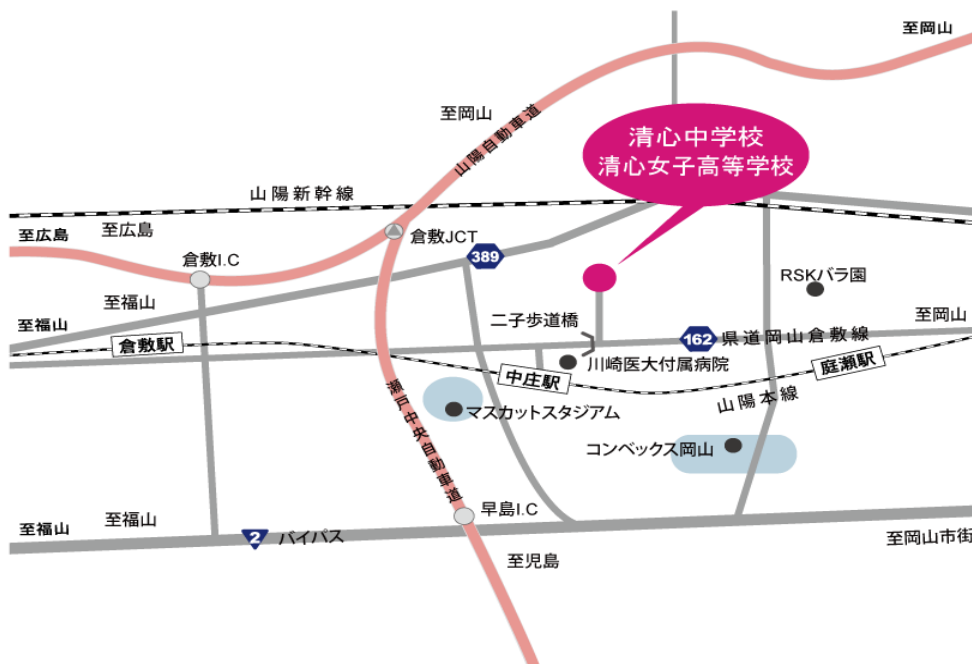 至岡山
至岡山
山陽自動車道
清心中学校
清心女子高等学校
山陽新幹線
至広島
至広島
倉敷JCT
倉敷I.C
389
RSKバラ園
至福山
至福山
二子歩道橋
至岡山
倉敷駅
162
県道岡山倉敷線
川崎医大付属病院
庭瀬駅
中庄駅
山陽本線
瀬戸中央自動車道
マスカットスタジアム
コンベックス岡山
早島I.C
至福山
至福山
2
バイパス
至岡山市街
至児島